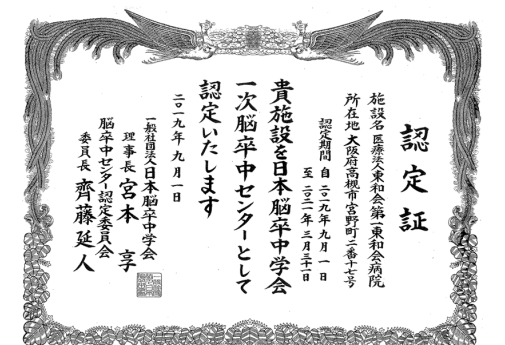 認定証
施設名 医療法人東和会第一東和会病院
所在地 大阪府高槻市宮野町二番十七号
認定期間 自 二〇一九年 九月 一日
至 二〇二一年 三月三十一日
貴施設を日本脳卒中学会
一次脳卒中センターとして
認定いたします
二〇一九年 九月一日
一般社団法人日本脳卒中学会
理事長 宮本 享
脳卒中センター認定委員会
委員長 齊藤延人